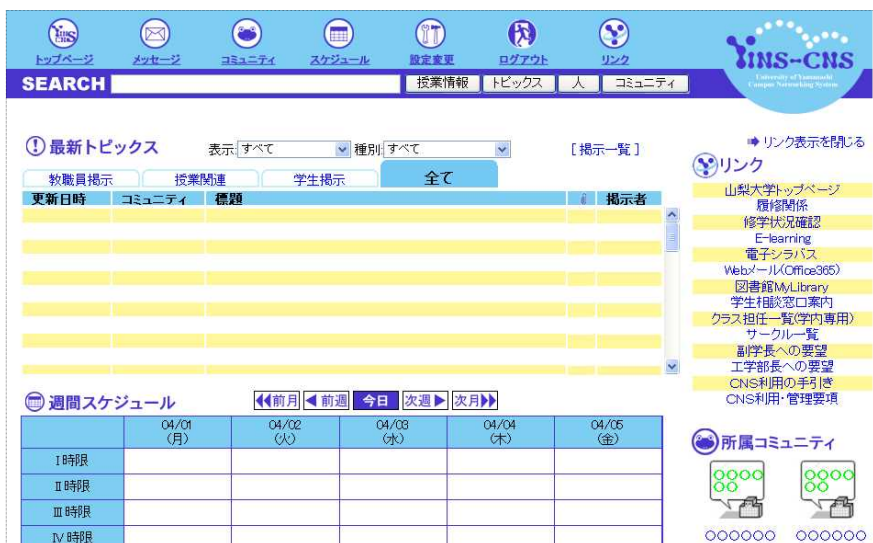 YINS
トップページ メッセージ コミュニティ スケジュール 設定変更 ログアウト リンク
YINS-CNS
University of Yamanashi
Campus Networking System
SEARCH 授業情報 トピックス 人 コミュニティ
リンク表示を閉じる
最新トピックス 表示: すべて 種別: すべて [掲示一覧]
教職員掲示 授業関連 学生掲示 全て
更新日時 コミュニティ 標題 掲示者
リンク
山梨大学トップページ
履修関係
修学状況確認
E-learning
電子シラバス
Webメール(Office365)
図書館MyLibrary
学生相談窓口案内
クラス担任一覧(学内専用)
サークル一覧
副学長への要望
工学部長への要望
CNS利用の手引き
CNS利用・管理要項
週間スケジュール 前月 前週 今日 次週 次月
04/01 04/02 04/03 04/04 04/05
(月) (火) (水) (木) (金)
I 時限
II 時限
III 時限
IV 時限
所属コミュニティ
○○○○ ○○○○
○○ ○○
○○○○○○ ○○○○○○